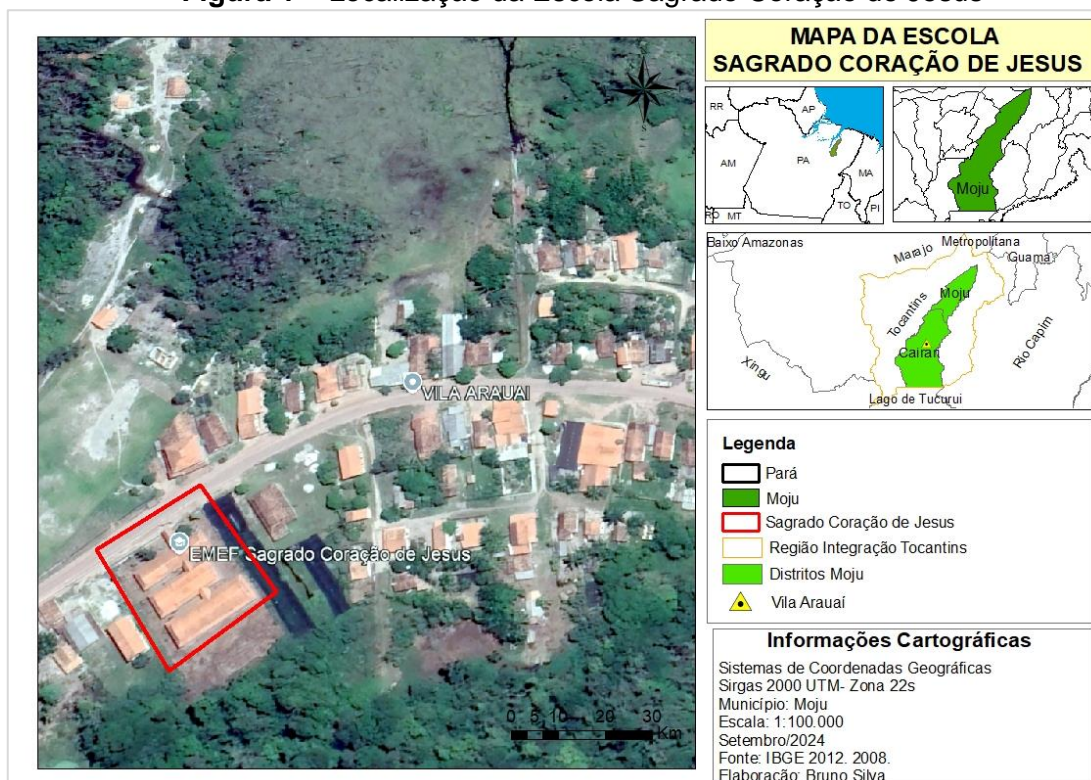 Figura 1 – Localização da Escola Sagrado Coração de Jesus
MAPA DA ESCOLA
SAGRADO CORAÇÃO DE JESUS
RR
AP
AM
PA
MA
RO
MT
TO
PI
Moju
Baixo Amazonas
Marajo
Metropolitana
Guama
Moju
Tocantins
Cairari
Rio Capim
Xingu
Lago de Tucurui
VILA ARAUAI
EMEF Sagrado Coração de Jesus
0 5 10 20 30
Km
Legenda
Pará
Moju
Sagrado Coração de Jesus
Região Integração Tocantins
Distritos Moju
Vila Arauaí
Informações Cartográficas
Sistemas de Coordenadas Geográficas
Sirgas 2000 UTM- Zona 22s
Município: Moju
Escala: 1:100.000
Setembro/2024
Fonte: IBGE 2012. 2008.
Elaboração: Bruno Silva